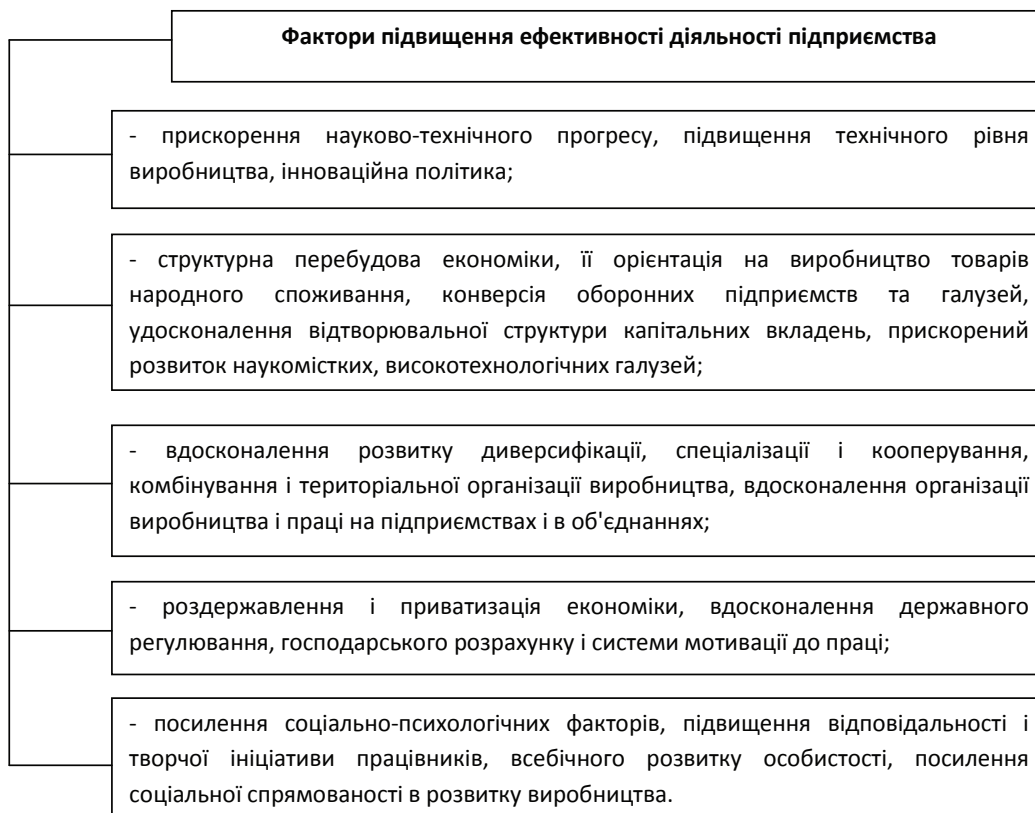 Фактори підвищення ефективності діяльності підприємства
- прискорення науково-технічного прогресу, підвищення технічного рівня
виробництва, інноваційна політика;
- структурна перебудова економіки, її орієнтація на виробництво товарів
народного споживання, конверсія оборонних підприємств та галузей,
удосконалення відтворювальної структури капітальних вкладень, прискорений
розвиток наукомістких, високотехнологічних галузей;
- вдосконалення розвитку диверсифікації, спеціалізації і кооперування,
комбінування і територіальної організації виробництва, вдосконалення організації
виробництва і праці на підприємствах і в об'єднаннях;
- роздержавлення і приватизація економіки, вдосконалення державного
регулювання, господарського розрахунку і системи мотивації до праці;
- посилення соціально-психологічних факторів, підвищення відповідальності і
творчої ініціативи працівників, всебічного розвитку особистості, посилення
соціальної спрямованості в розвитку виробництва.